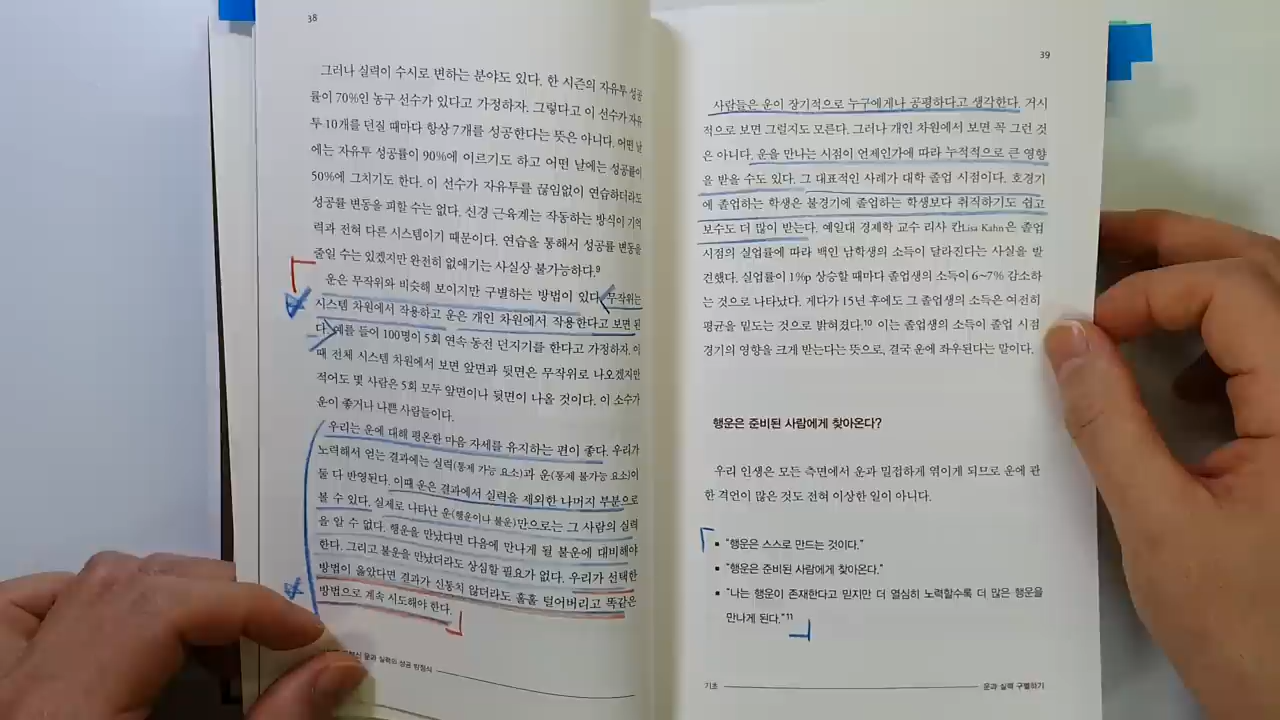 38
그러나 실력이 수시로 변하는 분야도 있다. 한 시즌의 자유투 성공
률이 70%인 농구 선수가 있다고 가정하자. 그렇다고 이 선수가 자유
투 10개를 던질 때마다 항상 7개를 성공한다는 뜻은 아니다. 어떤 날
에는 자유투 성공률이 90%에 이르기도 하고 어떤 날에는 성공률이
50%에 그치기도 한다. 이 선수가 자유투를 끊임없이 연습하더라도
성공률 변동을 피할 수는 없다. 신경 근육계는 작동하는 방식이 기억
력과 전혀 다른 시스템이기 때문이다. 연습을 통해서 성공률 변동을
줄일 수는 있겠지만 완전히 없애기는 사실상 불가능하다.9
운은 무작위와 비슷해 보이지만 구별하는 방법이 있다. 무작위는
시스템 차원에서 작용하고 운은 개인 차원에서 작용한다고 보면 된
다. 예를 들어 100명이 5회 연속 동전 던지기를 한다고 가정하자. 이
때 전체 시스템 차원에서 보면 앞면과 뒷면은 무작위로 나오겠지만
적어도 몇 사람은 5회 모두 앞면이나 뒷면이 나올 것이다. 이 소수가
운이 좋거나 나쁜 사람들이다.
우리는 운에 대해 평온한 마음 자세를 유지하는 편이 좋다. 우리가
노력해서 얻는 결과에는 실력(통제 가능 요소)과 운(통제 불가능 요소)이
둘 다 반영된다. 이때 운은 결과에서 실력을 제외한 나머지 부분으로
볼 수 있다. 실제로 나타난 운(행운이나 불운)만으로는 그 사람의 실력
을 알 수 없다. 행운을 만났다면 다음에 만나게 될 불운에 대비해야
한다. 그리고 불운을 만났더라도 상심할 필요가 없다. 우리가 선택한
방법이 옳았다면 결과가 신통치 않더라도 훌훌 털어버리고 똑같은
방법으로 계속 시도해야 한다.
운과 실력의 성공 방정식
39
사람들은 운이 장기적으로 누구에게나 공평하다고 생각한다. 거시
적으로 보면 그럴지도 모른다. 그러나 개인 차원에서 보면 꼭 그런 것
은 아니다. 운을 만나는 시점이 언제인가에 따라 누적적으로 큰 영향
을 받을 수도 있다. 그 대표적인 사례가 대학 졸업 시점이다. 호경기
에 졸업하는 학생은 불경기에 졸업하는 학생보다 취직하기도 쉽고
보수도 더 많이 받는다. 예일대 경제학 교수 리사 칸Lisa Kahn은 졸업
시점의 실업률에 따라 백인 남학생의 소득이 달라진다는 사실을 발
견했다. 실업률이 1%p 상승할 때마다 졸업생의 소득이 6~7% 감소하
는 것으로 나타났다. 게다가 15년 후에도 그 졸업생의 소득은 여전히
평균을 밑도는 것으로 밝혀졌다.10 이는 졸업생의 소득이 졸업 시점
경기의 영향을 크게 받는다는 뜻으로, 결국 운에 좌우된다는 말이다.
행운은 준비된 사람에게 찾아온다?
우리 인생은 모든 측면에서 운과 밀접하게 엮이게 되므로 운에 관
한 격언이 많은 것도 전혀 이상한 일이 아니다.
▪ "행운은 스스로 만드는 것이다."
▪ "행운은 준비된 사람에게 찾아온다."
▪ "나는 행운이 존재한다고 믿지만 더 열심히 노력할수록 더 많은 행운을
만나게 된다."11
기초 운과 실력 구별하기